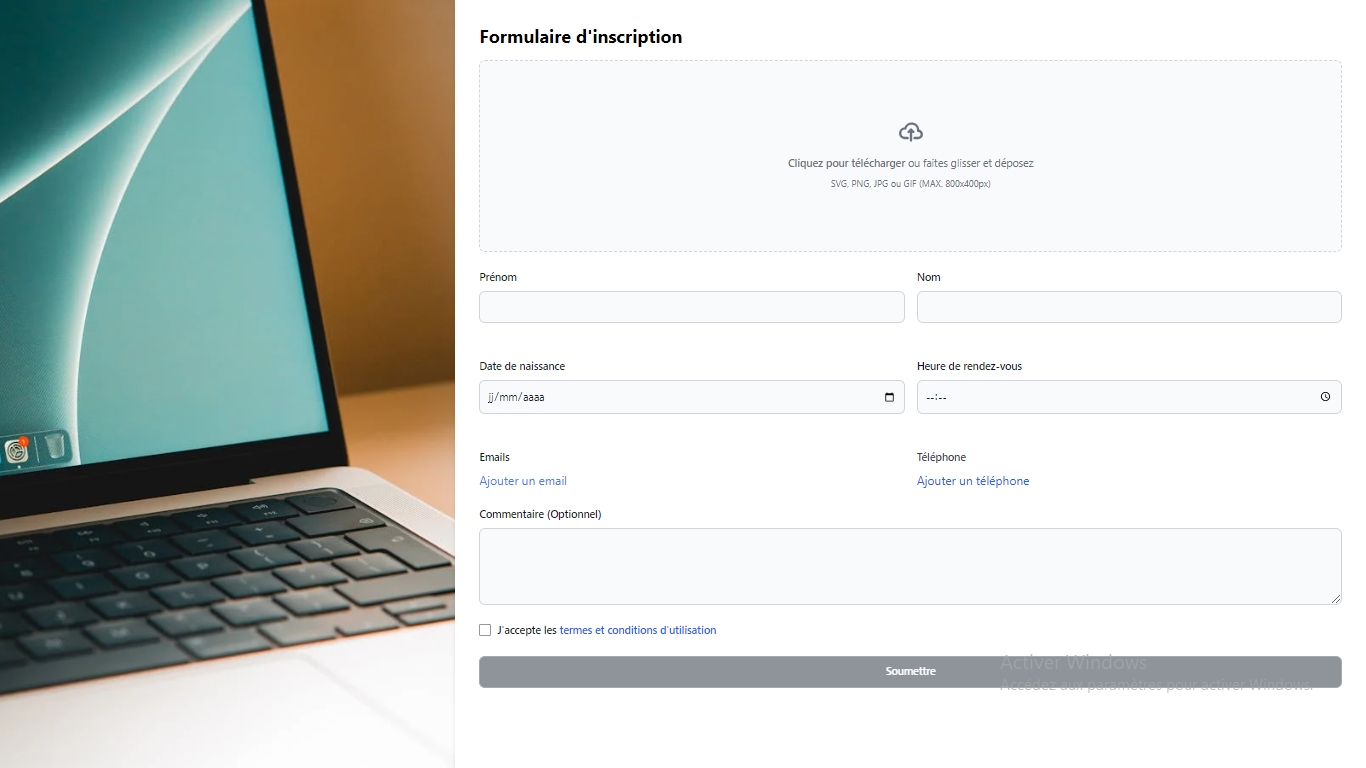 Formulaire d'inscription
Cliquez pour télécharger ou faites glisser et déposez
SVG, PNG, JPG ou GIF (MAX. 800x400px)
Prénom
Nom
Date de naissance
Heure de rendez-vous
jj/mm/aaaa
--:--
Emails
Téléphone
Ajouter un email
Ajouter un téléphone
Commentaire (Optionnel)
J'accepte les termes et conditions d'utilisation
Soumettre
Activer Windows
Accédez aux paramètres pour activer Windows.